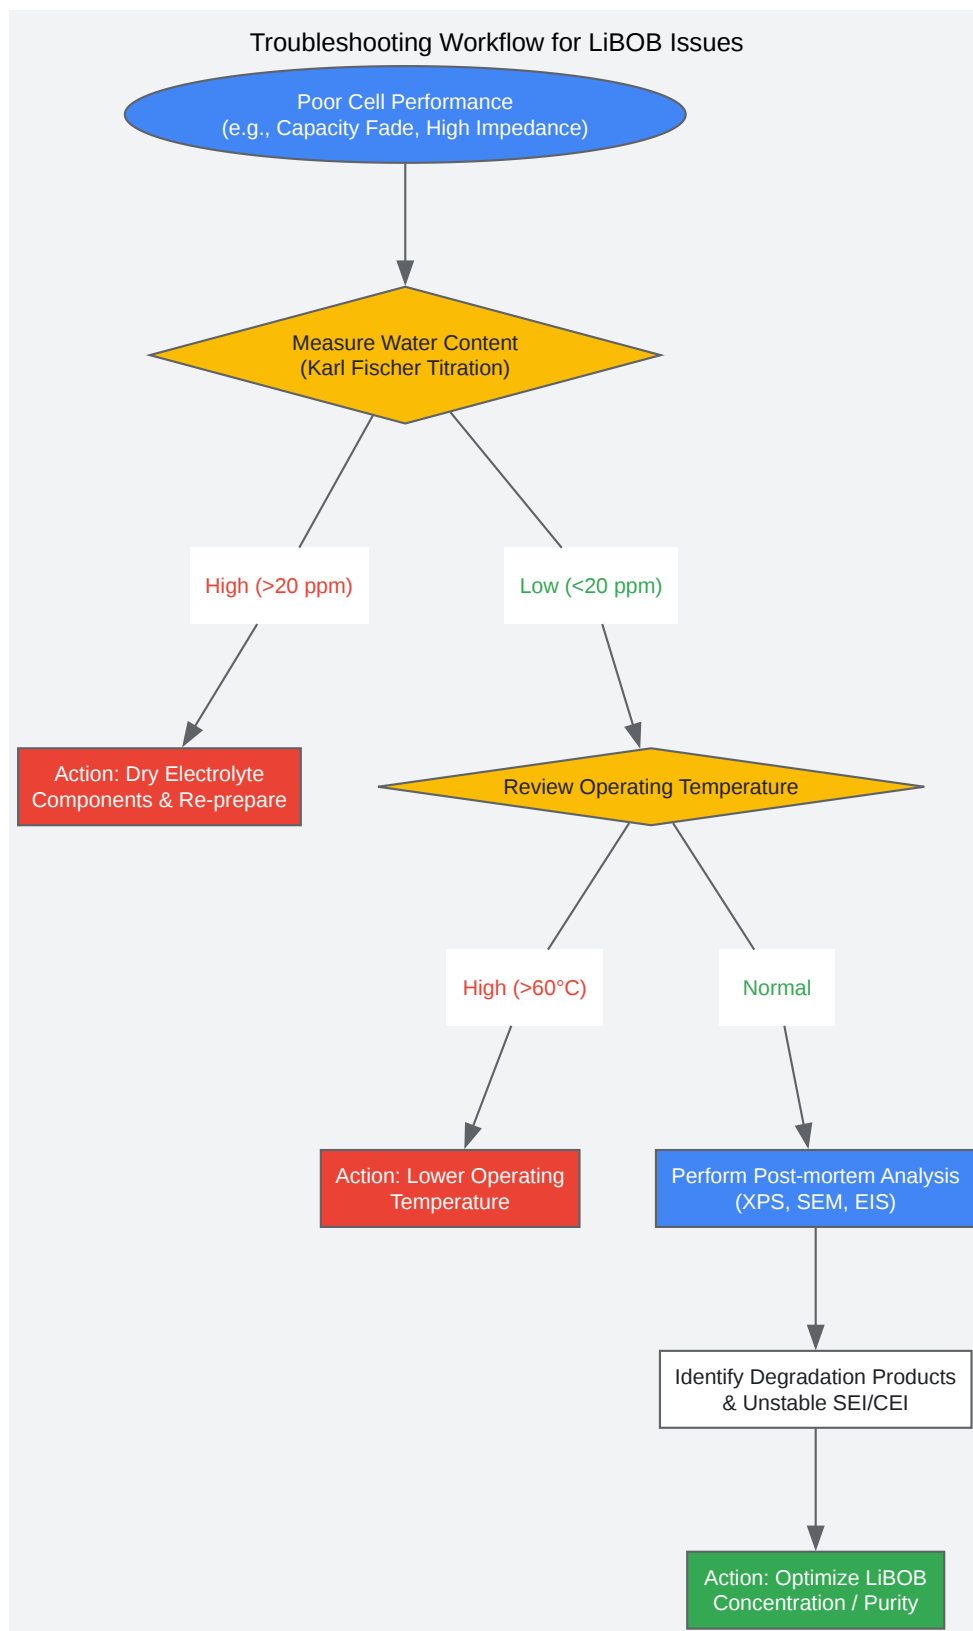 Troubleshooting Workflow for LiBOB Issues
Poor Cell Performance
(e.g., Capacity Fade, High Impedance)
Measure Water Content
(Karl Fischer Titration)
High (>20 ppm)
Low (<20 ppm)
Action: Dry Electrolyte
Components & Re-prepare
Review Operating Temperature
High (>60°C)
Normal
Action: Lower Operating
Temperature
Perform Post-mortem Analysis
(XPS, SEM, EIS)
Identify Degradation Products
& Unstable SEI/CEI
Action: Optimize LiBOB
Concentration / Purity